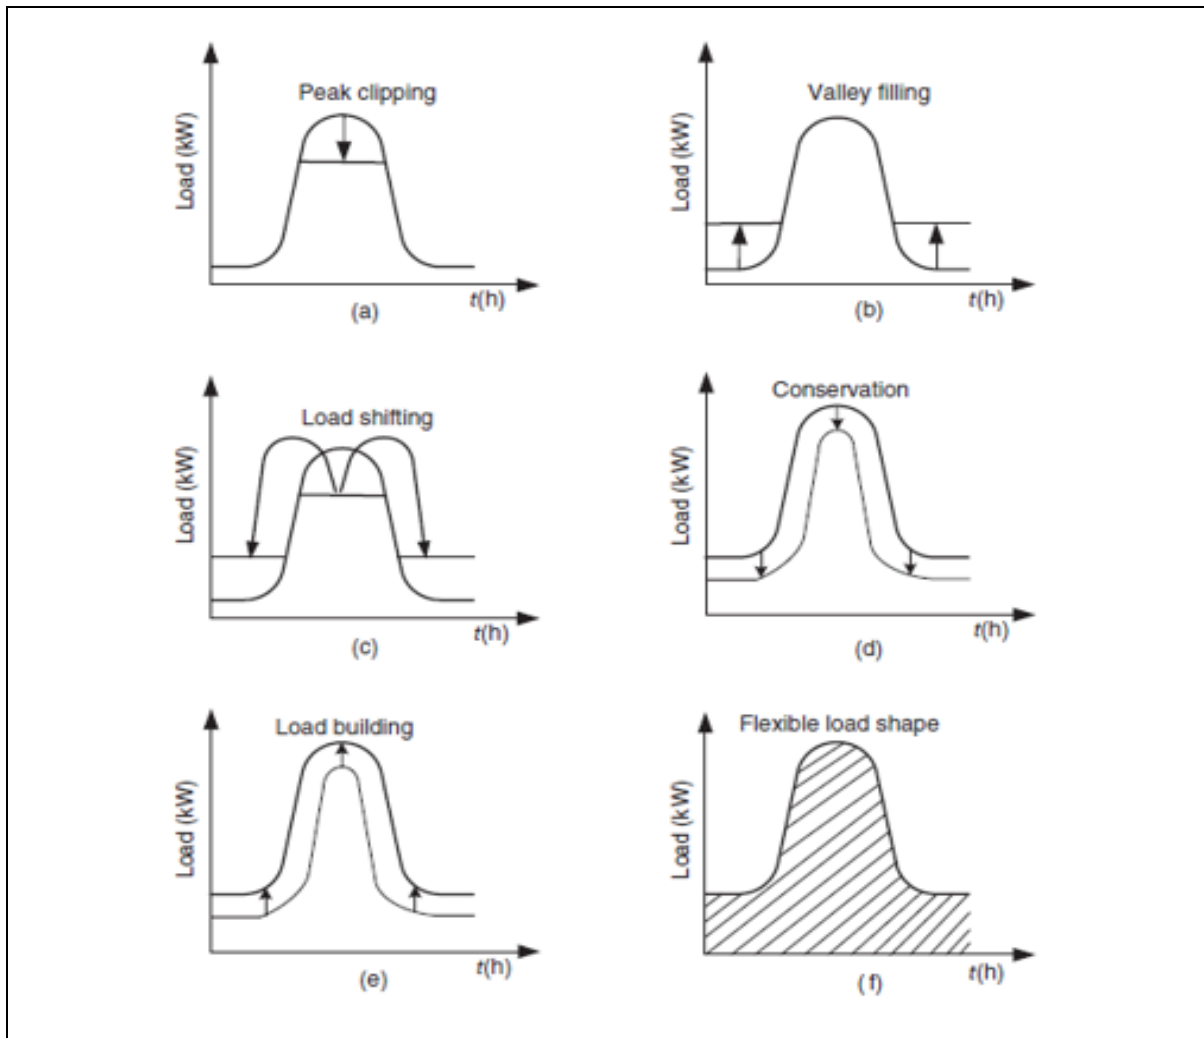 Peak clipping
Load (kW)
t(h)
(a)
Valley filling
Load (kW)
t(h)
(b)
Load shifting
Load (kW)
t(h)
(c)
Conservation
Load (kW)
t(h)
(d)
Load building
Load (kW)
t(h)
(e)
Flexible load shape
Load (kW)
t(h)
(f)